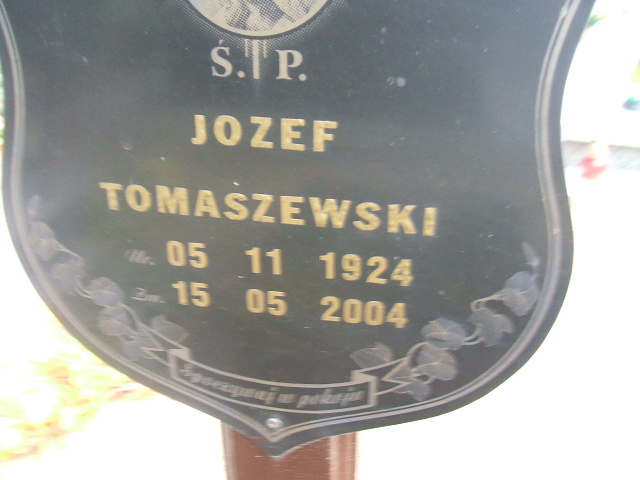 Ś. P.
JOZEF
TOMASZEWSKI
Ur. 05 11 1924
Zm. 15 05 2004
Spoczywaj w pokoju